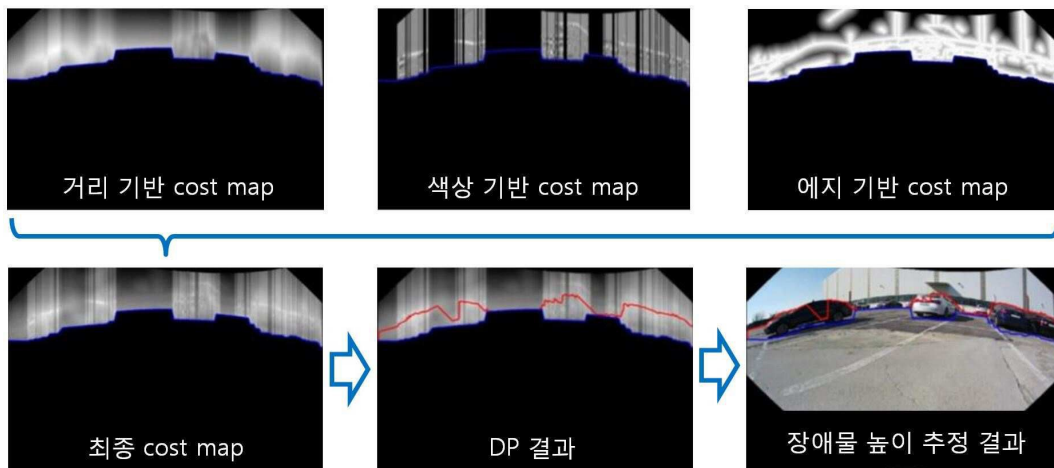 거리 기반 cost map
색상 기반 cost map
에지 기반 cost map
최종 cost map
DP 결과
장애물 높이 추정 결과